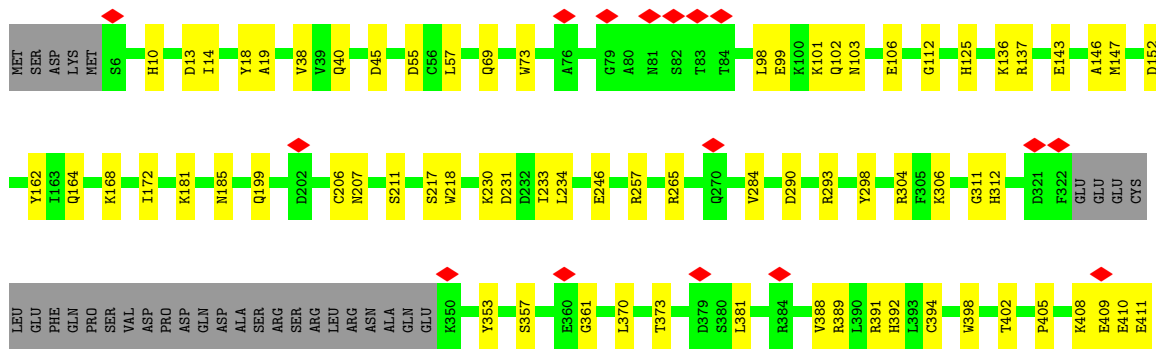 MET SER ASP LYS MET S6 H10 D13 I14 Y18 A19 V38 V39 Q40 D45 D55 C56 L57 Q69 W73 A76 G79 A80 N81 S82 T83 T84 L98 E99 K100 K101 Q102 N103 E106 G112 H125 K136 R137 E143 A146 M147 D152
Y162 I163 Q164 K168 I172 K181 N185 Q199 D202 C206 N207 S211 S217 W218 K230 D231 D232 I233 L234 E246 R257 R265 Q270 V284 D290 R293 Y298 R304 F305 K306 G311 H312 D321 F322 GLU GLU GLU CYS
LEU GLU PHE GLN PRO SER VAL ASP PRO ASP GLN ASP ALA SER ARG SER ARG LEU ARG ASN ALA GLN GLU K350 Y353 S357 E360 G361 L370 T373 D379 S380 L381 R384 V388 R389 L390 R391 H392 L393 C394 W398 T402 P405 K408 E409 E410 E411